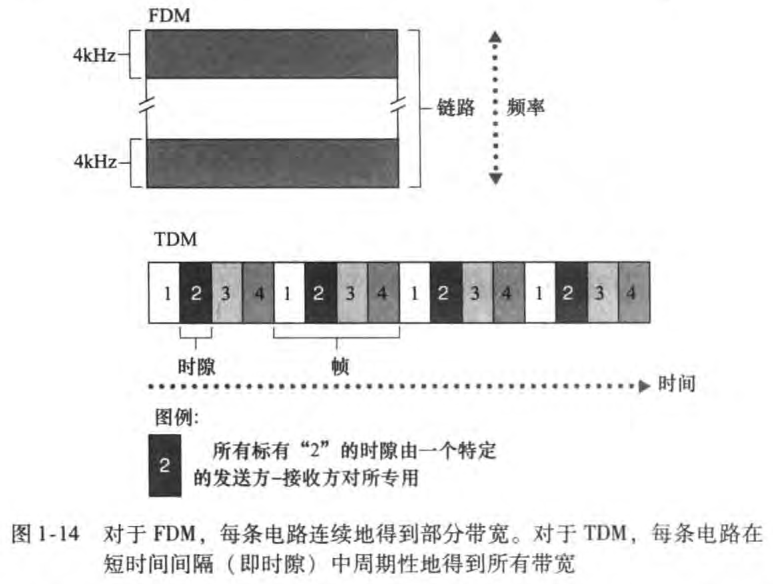 FDM
4kHz
链路
频率
4kHz
TDM
1 2 3 4 1 2 3 4 1 2 3 4 1 2 3 4
时隙
帧
时间
图例:
2
所有标有“2”的时隙由一个特定
的发送方-接收方对所专用
图 1-14 对于 FDM，每条电路连续地得到部分带宽。对于 TDM，每条电路在
短时间间隔（即时隙）中周期性地得到所有带宽